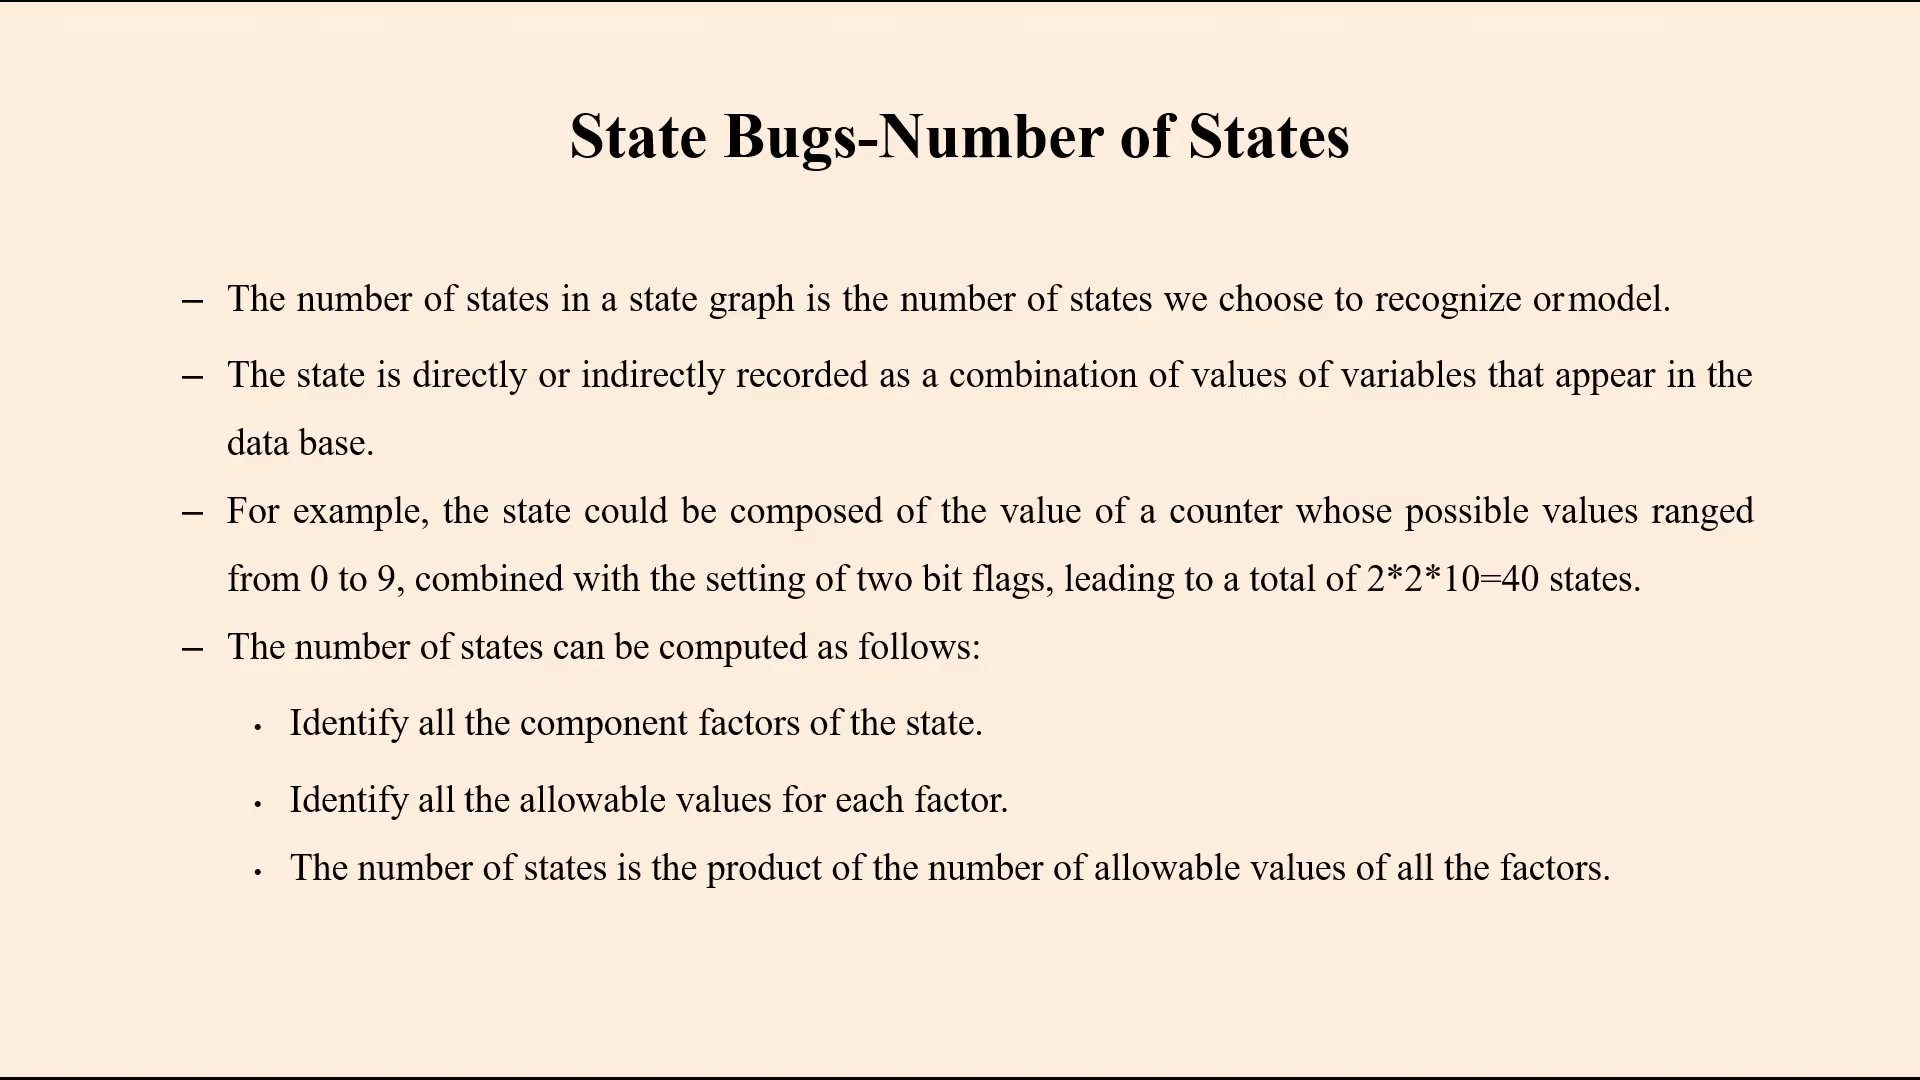 State Bugs-Number of States
– The number of states in a state graph is the number of states we choose to recognize ormodel.
– The state is directly or indirectly recorded as a combination of values of variables that appear in the
data base.
– For example, the state could be composed of the value of a counter whose possible values ranged
from 0 to 9, combined with the setting of two bit flags, leading to a total of 2*2*10=40 states.
– The number of states can be computed as follows:
• Identify all the component factors of the state.
• Identify all the allowable values for each factor.
• The number of states is the product of the number of allowable values of all the factors.